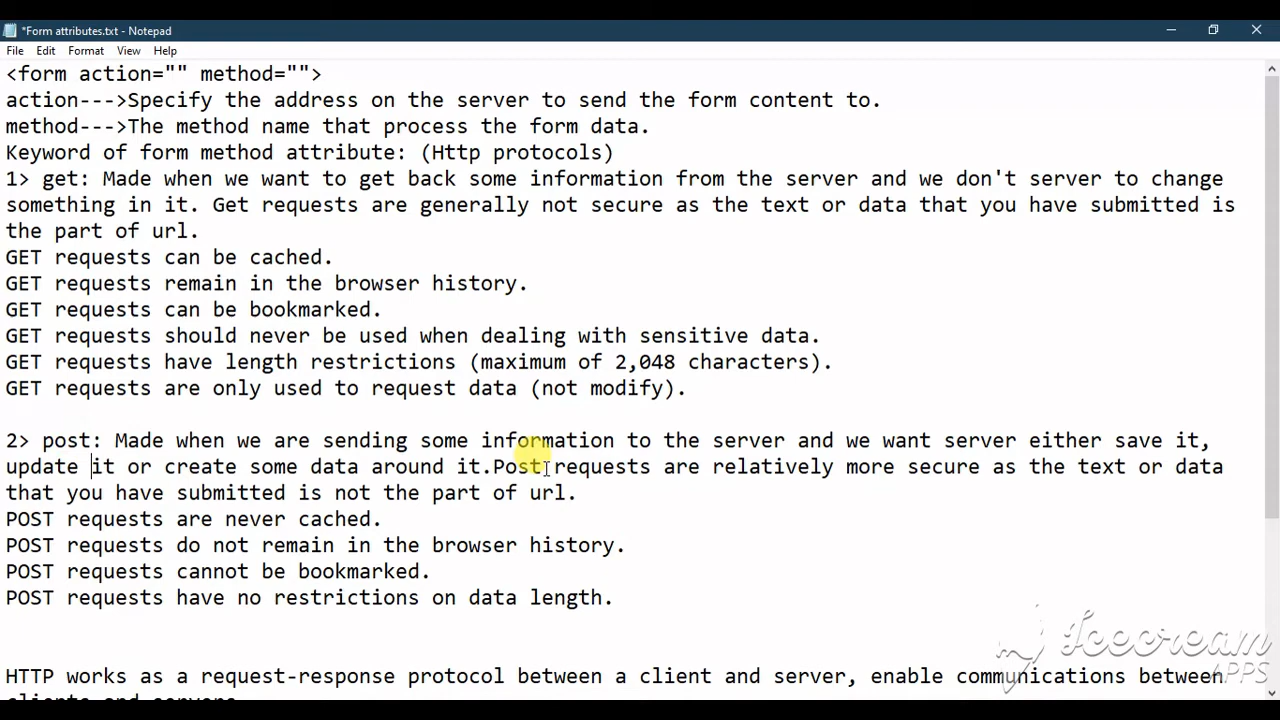 *Form attributes.txt - Notepad
File Edit Format View Help
<form action="" method="">
action--->Specify the address on the server to send the form content to.
method--->The method name that process the form data.
Keyword of form method attribute: (Http protocols)
1> get: Made when we want to get back some information from the server and we don't server to change
something in it. Get requests are generally not secure as the text or data that you have submitted is
the part of url.
GET requests can be cached.
GET requests remain in the browser history.
GET requests can be bookmarked.
GET requests should never be used when dealing with sensitive data.
GET requests have length restrictions (maximum of 2,048 characters).
GET requests are only used to request data (not modify).
2> post: Made when we are sending some information to the server and we want server either save it,
update it or create some data around it.Post requests are relatively more secure as the text or data
that you have submitted is not the part of url.
POST requests are never cached.
POST requests do not remain in the browser history.
POST requests cannot be bookmarked.
POST requests have no restrictions on data length.
Icecream
APPS
HTTP works as a request-response protocol between a client and server, enable communications between
clients and servers